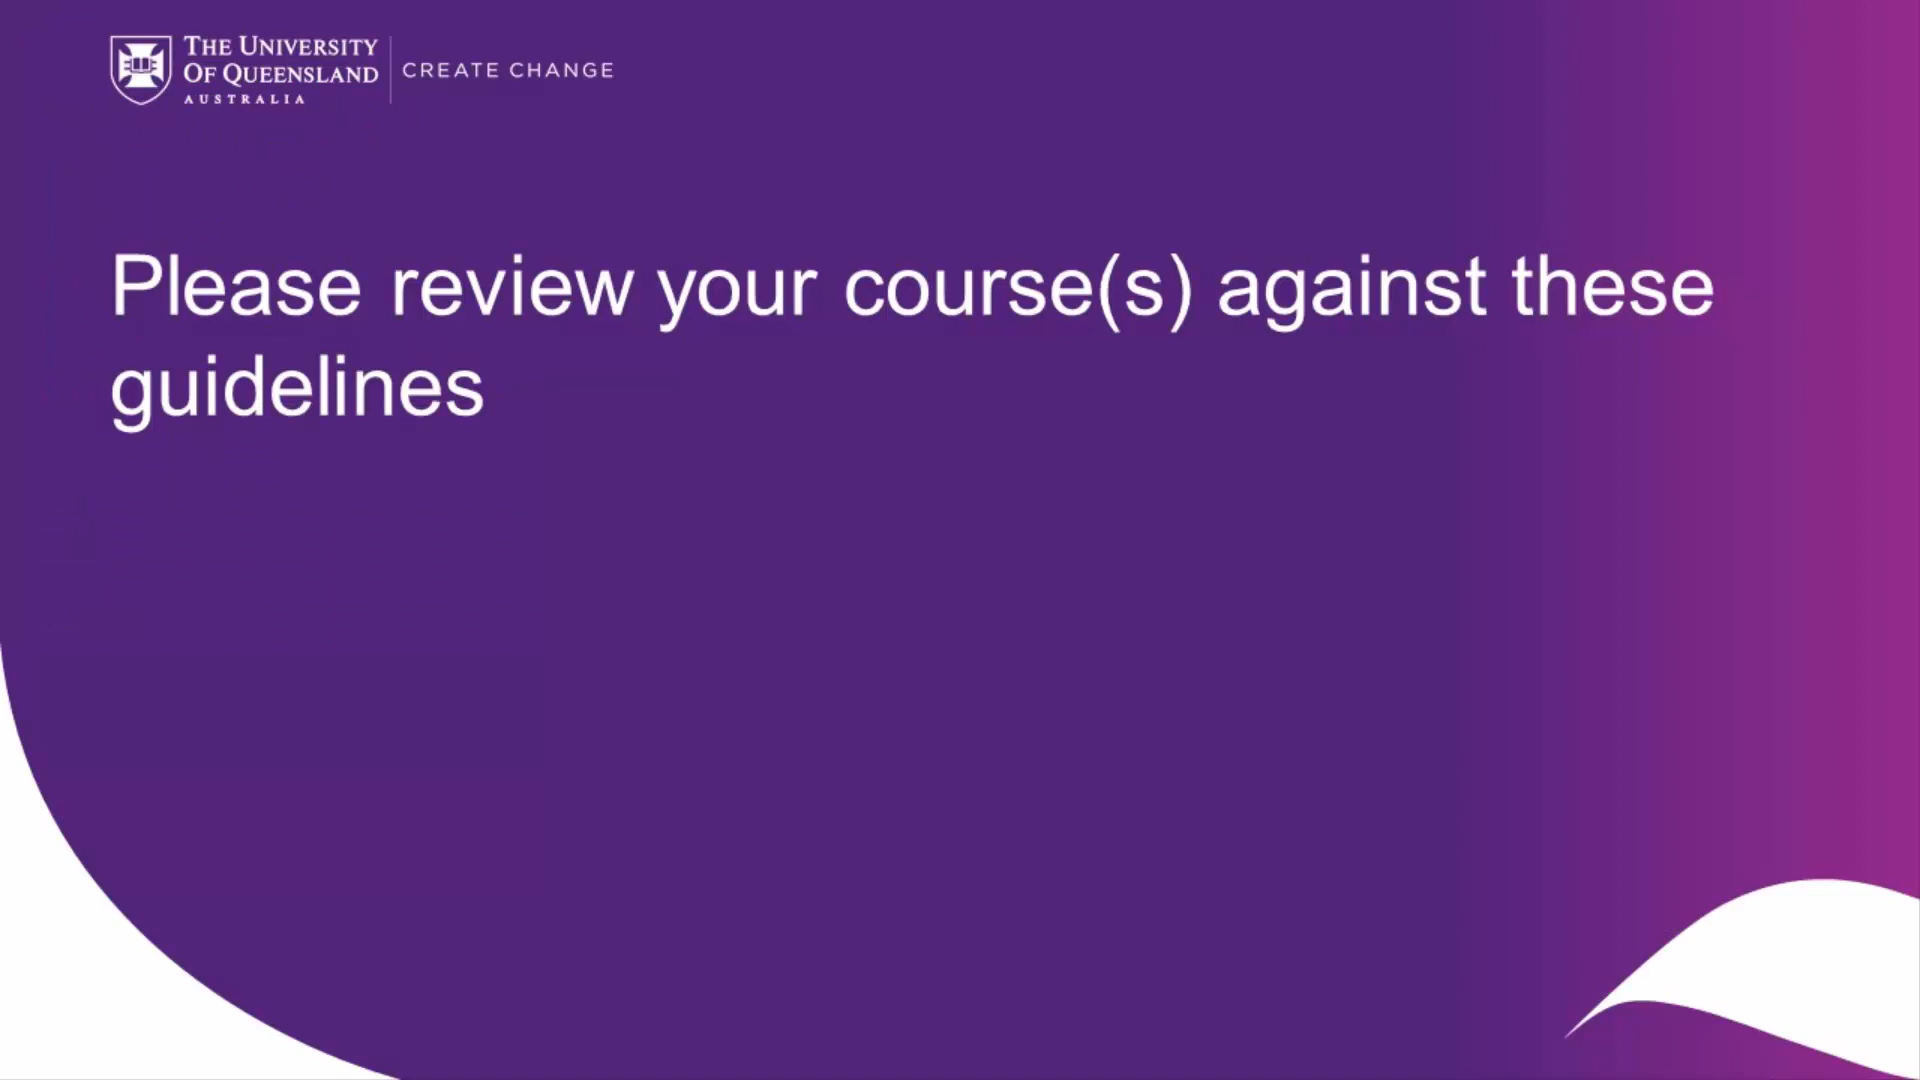 THE UNIVERSITY
OF QUEENSLAND
AUSTRALIA
CREATE CHANGE
Please review your course(s) against these
guidelines